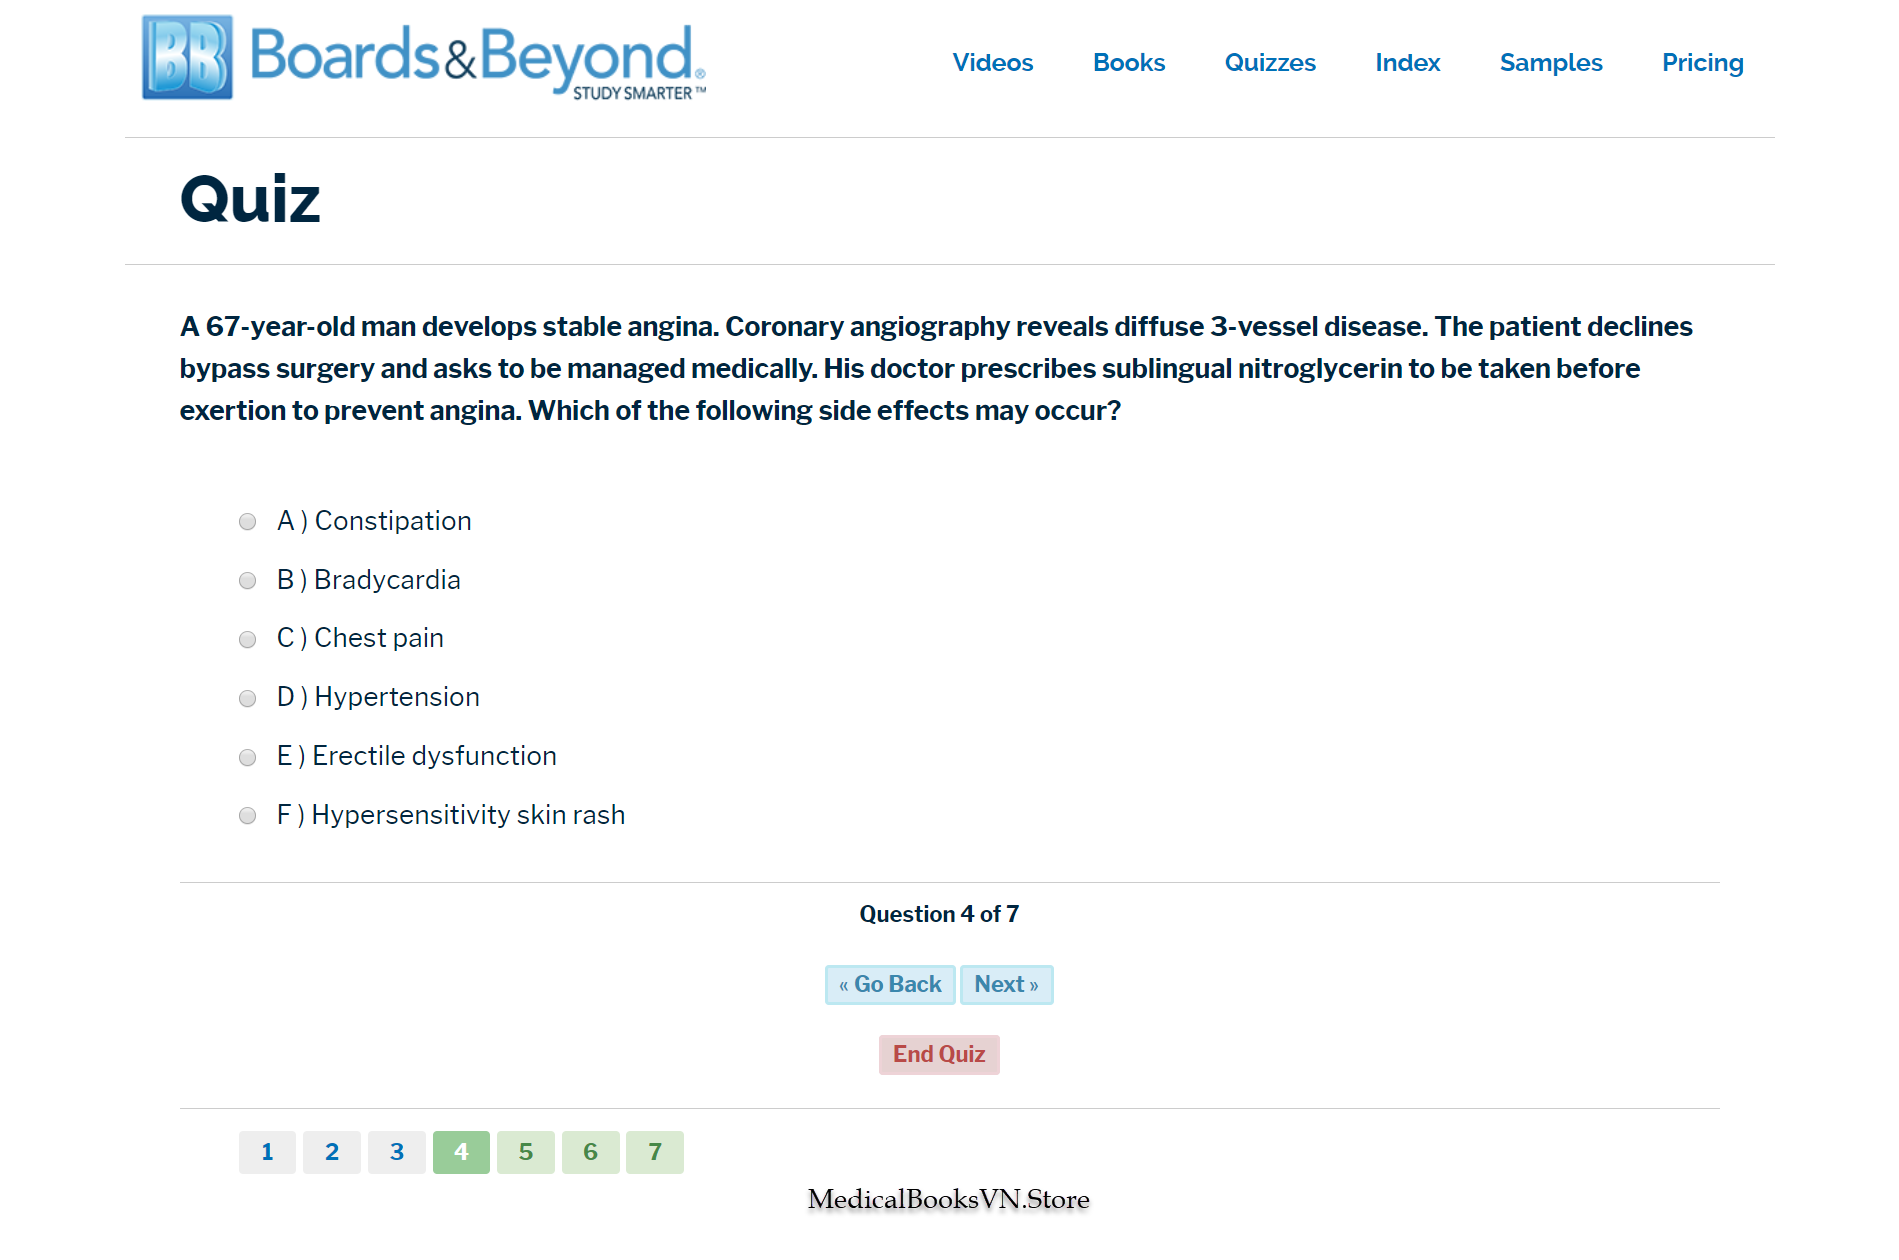 BB Boards&Beyond®
STUDY SMARTER™
Videos Books Quizzes Index Samples Pricing
Quiz
A 67-year-old man develops stable angina. Coronary angiography reveals diffuse 3-vessel disease. The patient declines
bypass surgery and asks to be managed medically. His doctor prescribes sublingual nitroglycerin to be taken before
exertion to prevent angina. Which of the following side effects may occur?
A ) Constipation
B ) Bradycardia
C ) Chest pain
D ) Hypertension
E ) Erectile dysfunction
F ) Hypersensitivity skin rash
Question 4 of 7
« Go Back Next »
End Quiz
1 2 3 4 5 6 7
MedicalBooksVN.Store